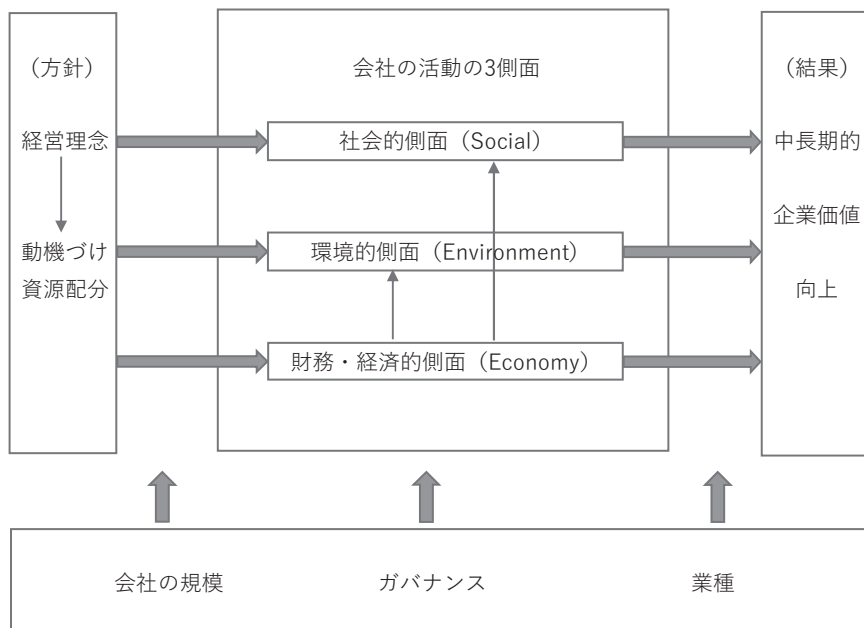 （方針）
経営理念
動機づけ
資源配分
会社の活動の3側面
社会的側面（Social）
環境的側面（Environment）
財務・経済的側面（Economy）
（結果）
中長期的
企業価値
向上
会社の規模
ガバナンス
業種